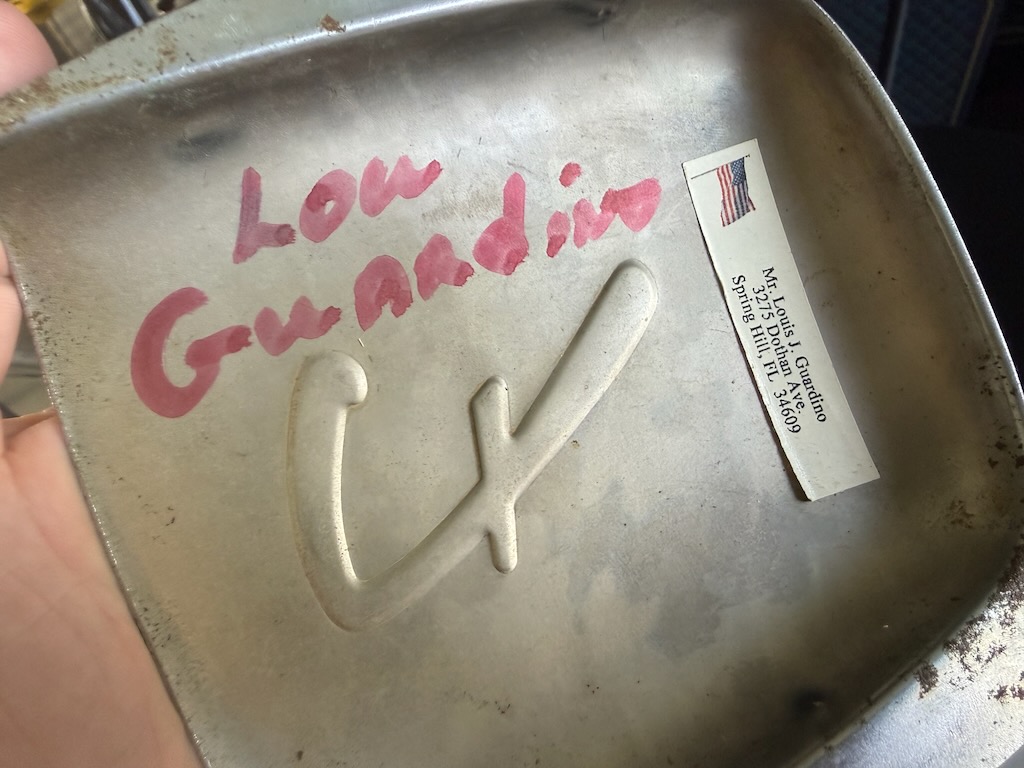 Lou
Guardino
Mr. Louis J. Guardino
3275 Dothan Ave.
Spring Hill, FL 34609